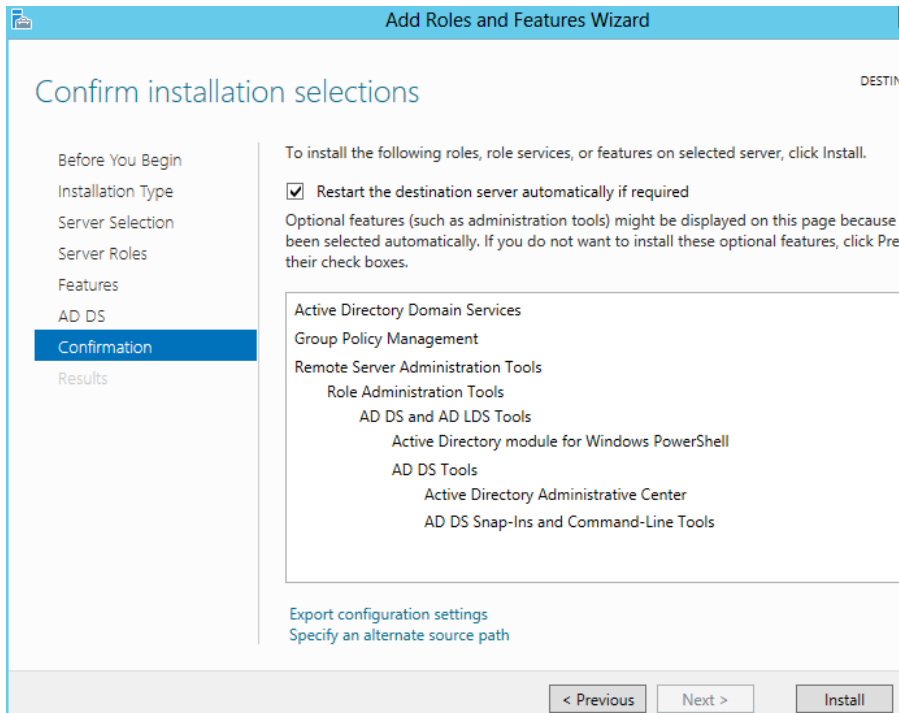 Add Roles and Features Wizard
Confirm installation selections
Before You Begin
Installation Type
Server Selection
Server Roles
Features
AD DS
Confirmation
Results
To install the following roles, role services, or features on selected server, click Install.
Restart the destination server automatically if required
Optional features (such as administration tools) might be displayed on this page because
been selected automatically. If you do not want to install these optional features, click
their check boxes.
Active Directory Domain Services
Group Policy Management
Remote Server Administration Tools
Role Administration Tools
AD DS and AD LDS Tools
Active Directory module for Windows PowerShell
AD DS Tools
Active Directory Administrative Center
AD DS Snap-Ins and Command-Line Tools
Export configuration settings
Specify an alternate source path
< Previous
Next >
Install